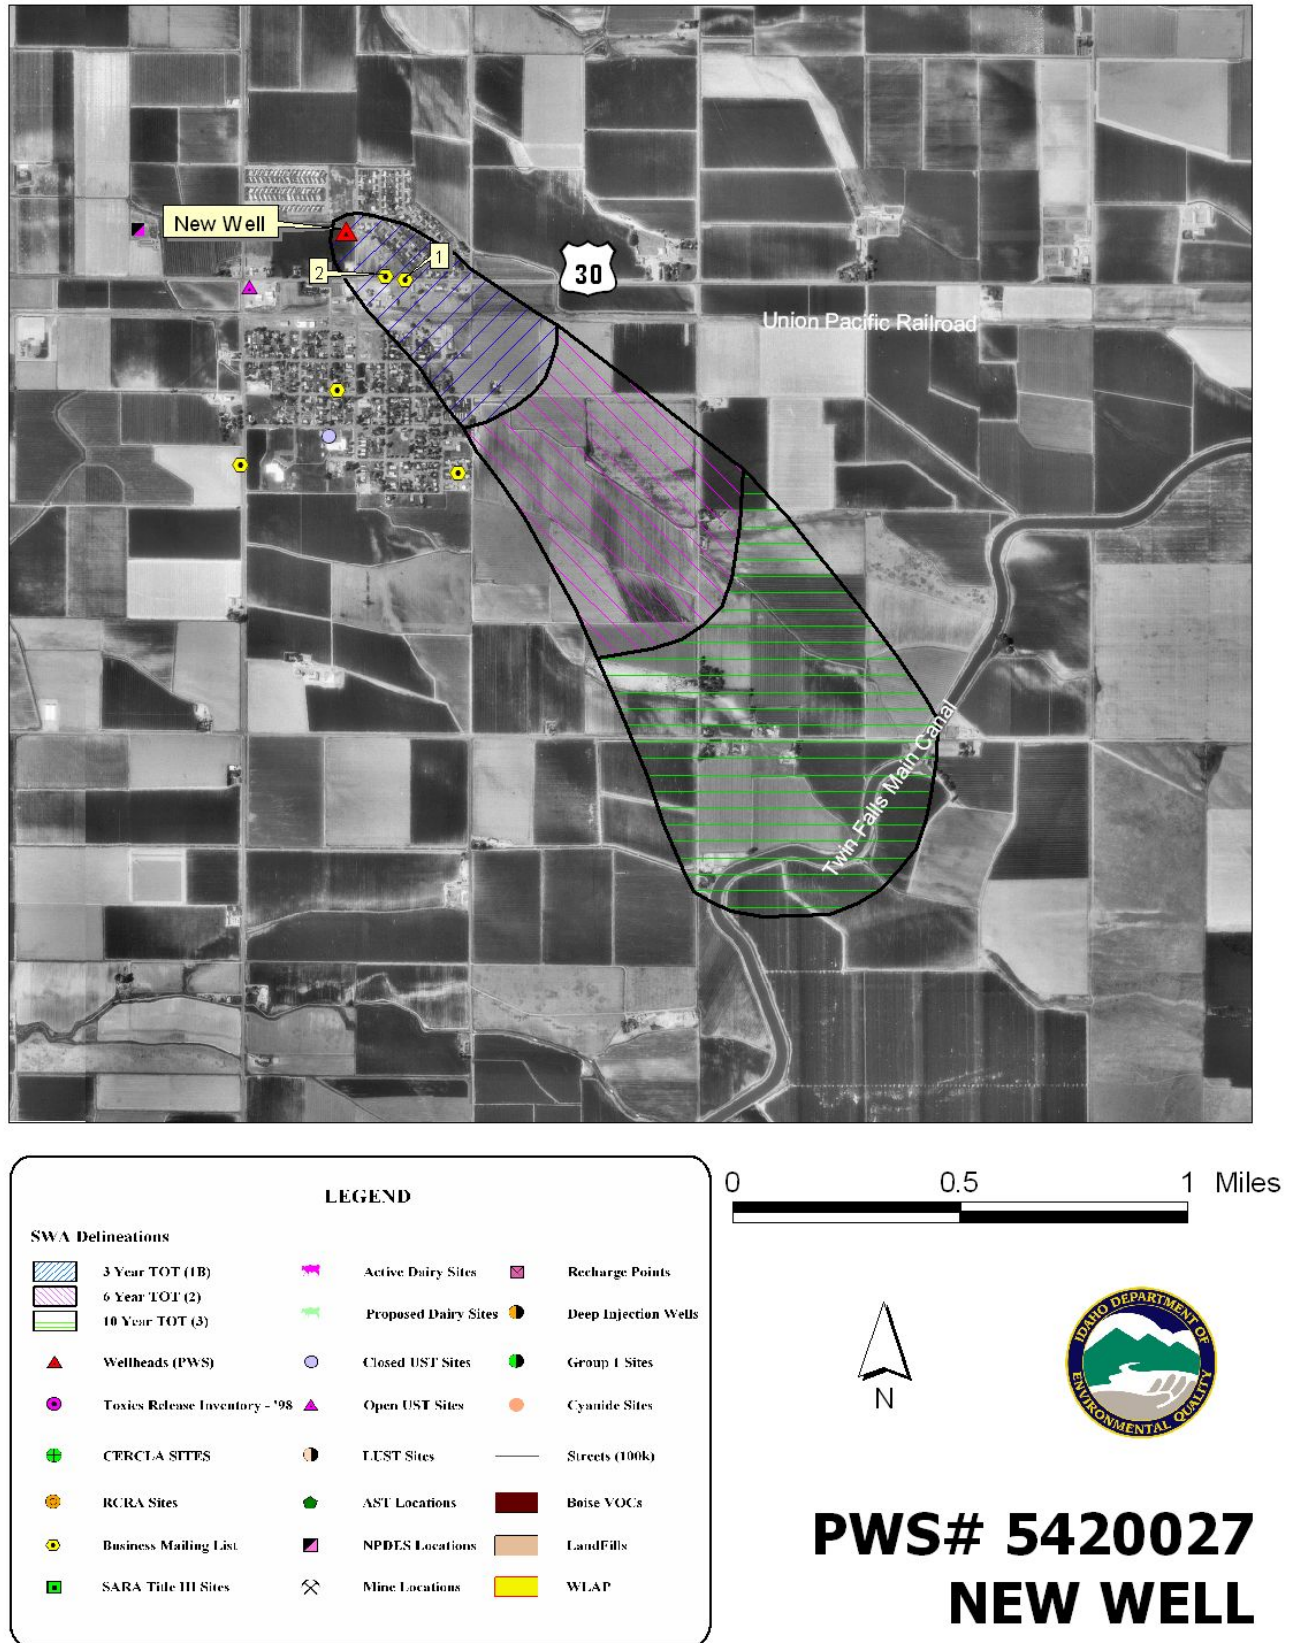 New Well
1
2
30
Union Pacific Railroad
Twin Falls Main Canal
LEGEND
SWA Delineations
3 Year TOT (1B)
6 Year TOT (2)
10 Year TOT (3)
Wellheads (PWS)
Toxics Release Inventory - '98
CERCLA SITES
RCRA Sites
Business Mailing List
SARA Title III Sites
Active Dairy Sites
Proposed Dairy Sites
Closed UST Sites
Open UST Sites
LUST Sites
AST Locations
NPDES Locations
Mine Locations
Recharge Points
Deep Injection Wells
Group 1 Sites
Cyanide Sites
Streets (100k)
Boise VOCs
LandFills
WLAP
0 0.5 1 Miles
N
IDAHO DEPARTMENT OF
ENVIRONMENTAL QUALITY
PWS# 5420027
NEW WELL